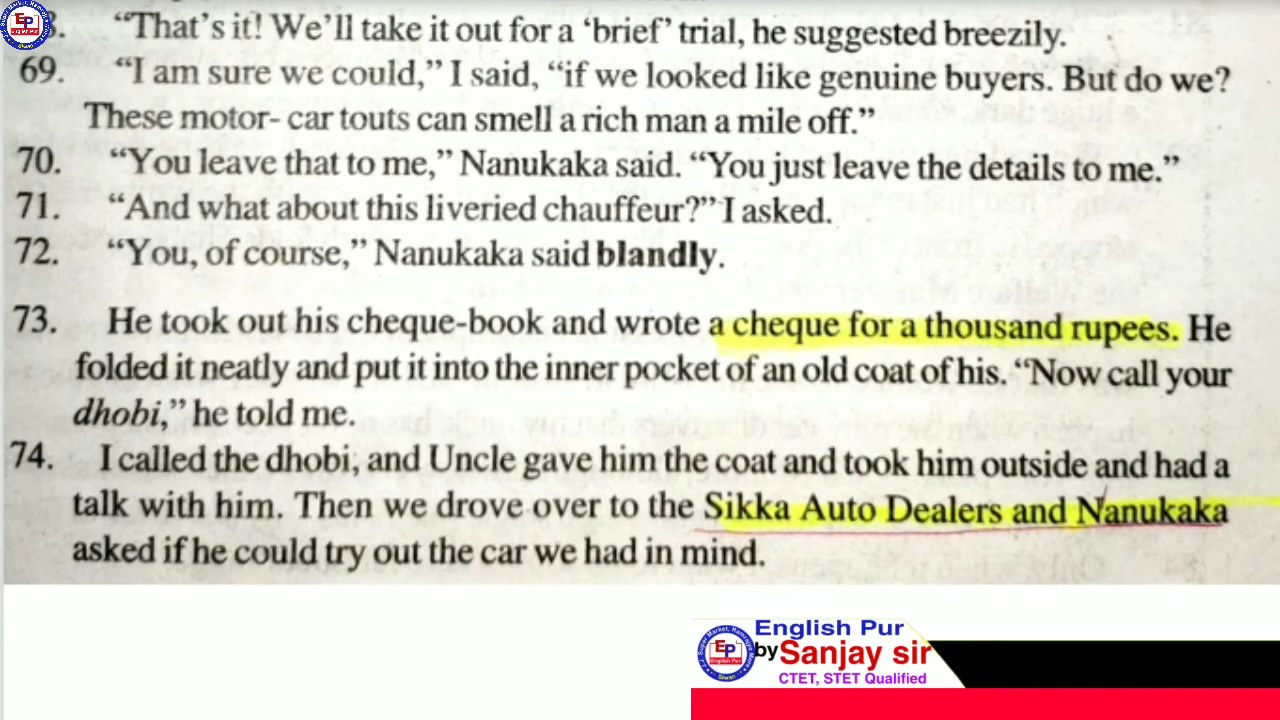 “That’s it! We’ll take it out for a ‘brief’ trial, he suggested breezily.
69. “I am sure we could,” I said, “if we looked like genuine buyers. But do we?
These motor- car touts can smell a rich man a mile off.”
70. “You leave that to me,” Nanukaka said. “You just leave the details to me.”
71. “And what about this liveried chauffeur?” I asked.
72. “You, of course,” Nanukaka said blandly.
73. He took out his cheque-book and wrote a cheque for a thousand rupees. He
folded it neatly and put it into the inner pocket of an old coat of his. “Now call your
dhobi,” he told me.
74. I called the dhobi, and Uncle gave him the coat and took him outside and had a
talk with him. Then we drove over to the Sikka Auto Dealers and Nanukaka
asked if he could try out the car we had in mind.
EP
English Pur
Siwan
English Pur
by Sanjay sir
CTET, STET Qualified